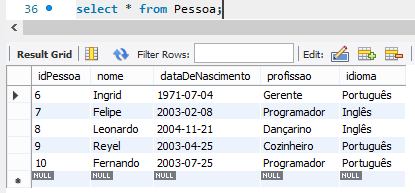 36 select * from Pessoa;
Result Grid Filter Rows: Edit:
idPessoa nome dataDeNascimento profissao idioma
6 Ingrid 1971-07-04 Gerente Português
7 Felipe 2003-02-08 Programador Inglês
8 Leonardo 2004-11-21 Dançarino Inglês
9 Reyel 2003-04-25 Cozinheiro Português
10 Fernando 2003-07-25 Programador Português
NULL NULL NULL NULL NULL